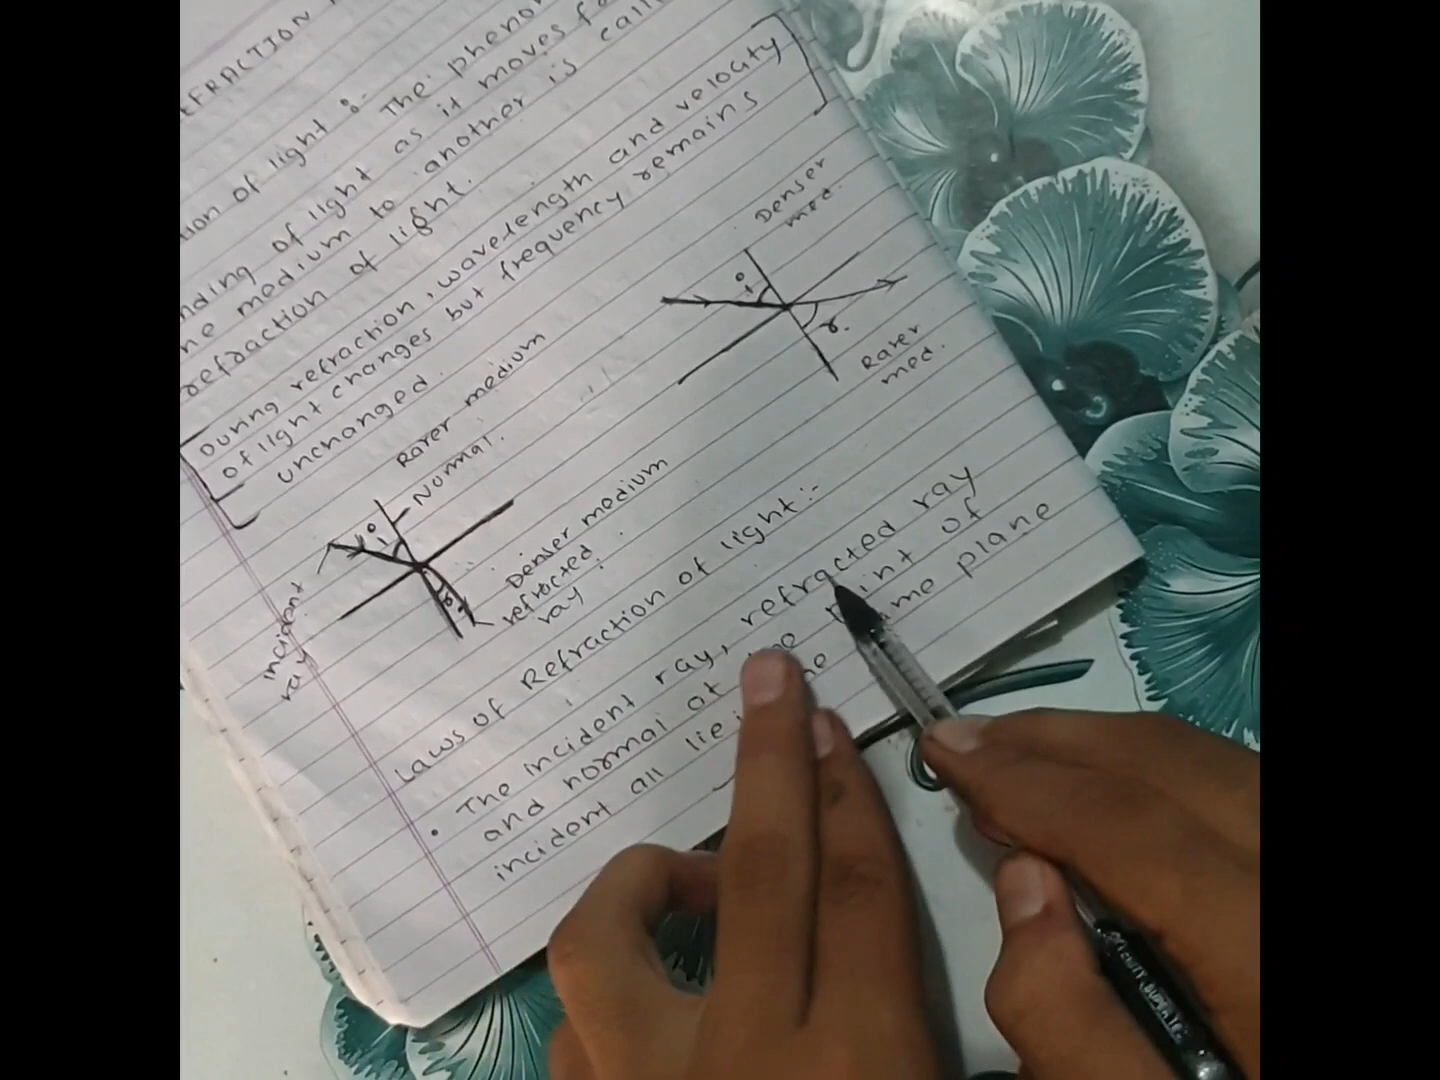 EFRACTION
tion of light :-
nding of light The phenom
ne medium to as it moves f
refraction of light. another is call
During refraction, wavelength and velocity
of light changes but frequency remains
unchanged.
Rarer medium
Normal.
i
r
incident
ray
Denser medium
refracted
ray
Denser
med.
i
r.
Rarer
med.
Laws of Refraction of light:-
• The incident ray, refracted ray
and normal at point of
incident all lie plane